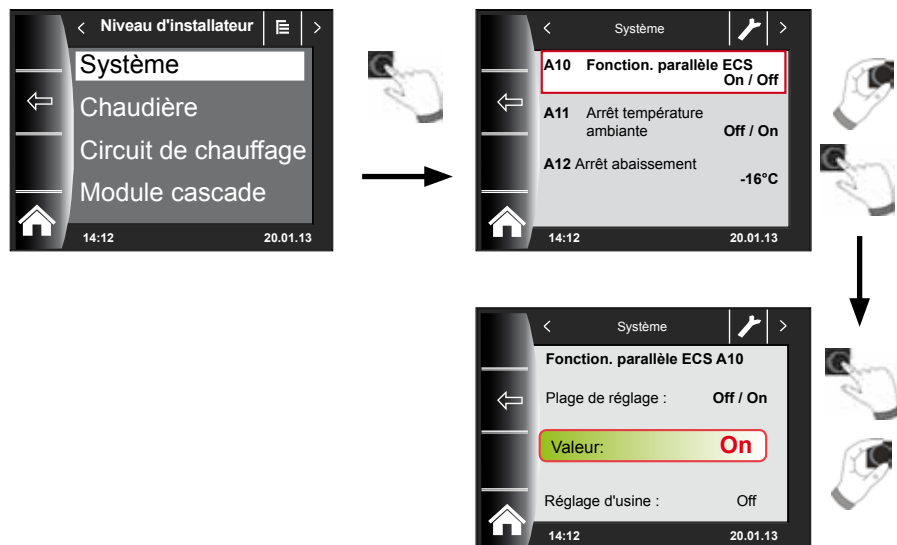 Niveau d'installateur
Système
Chaudière
Circuit de chauffage
Module cascade
14:12 20.01.13
Système
A10 Fonction. parallèle ECS
On / Off
A11 Arrêt température
ambiante Off / On
A12 Arrêt abaissement
-16°C
14:12 20.01.13
Système
Fonction. parallèle ECS A10
Plage de réglage : Off / On
Valeur: On
Réglage d'usine : Off
14:12 20.01.13